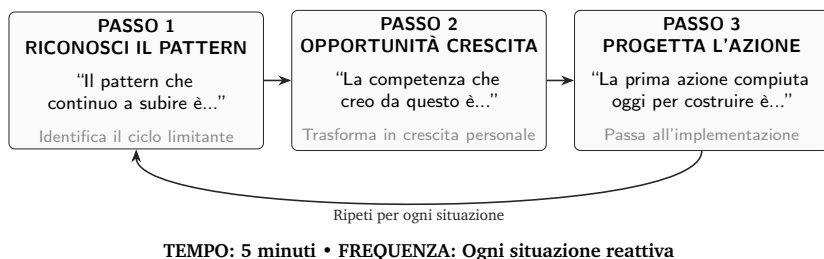 PASSO 1
RICONOSCI IL PATTERN
“Il pattern che
continuo a subire è...”
Identifica il ciclo limitante
PASSO 2
OPPORTUNITÀ CRESCITA
“La competenza che
creo da questo è...”
Trasforma in crescita personale
PASSO 3
PROGETTA L'AZIONE
“La prima azione compiuta
oggi per costruire è...”
Passa all'implementazione
Ripeti per ogni situazione
TEMPO: 5 minuti • FREQUENZA: Ogni situazione reattiva